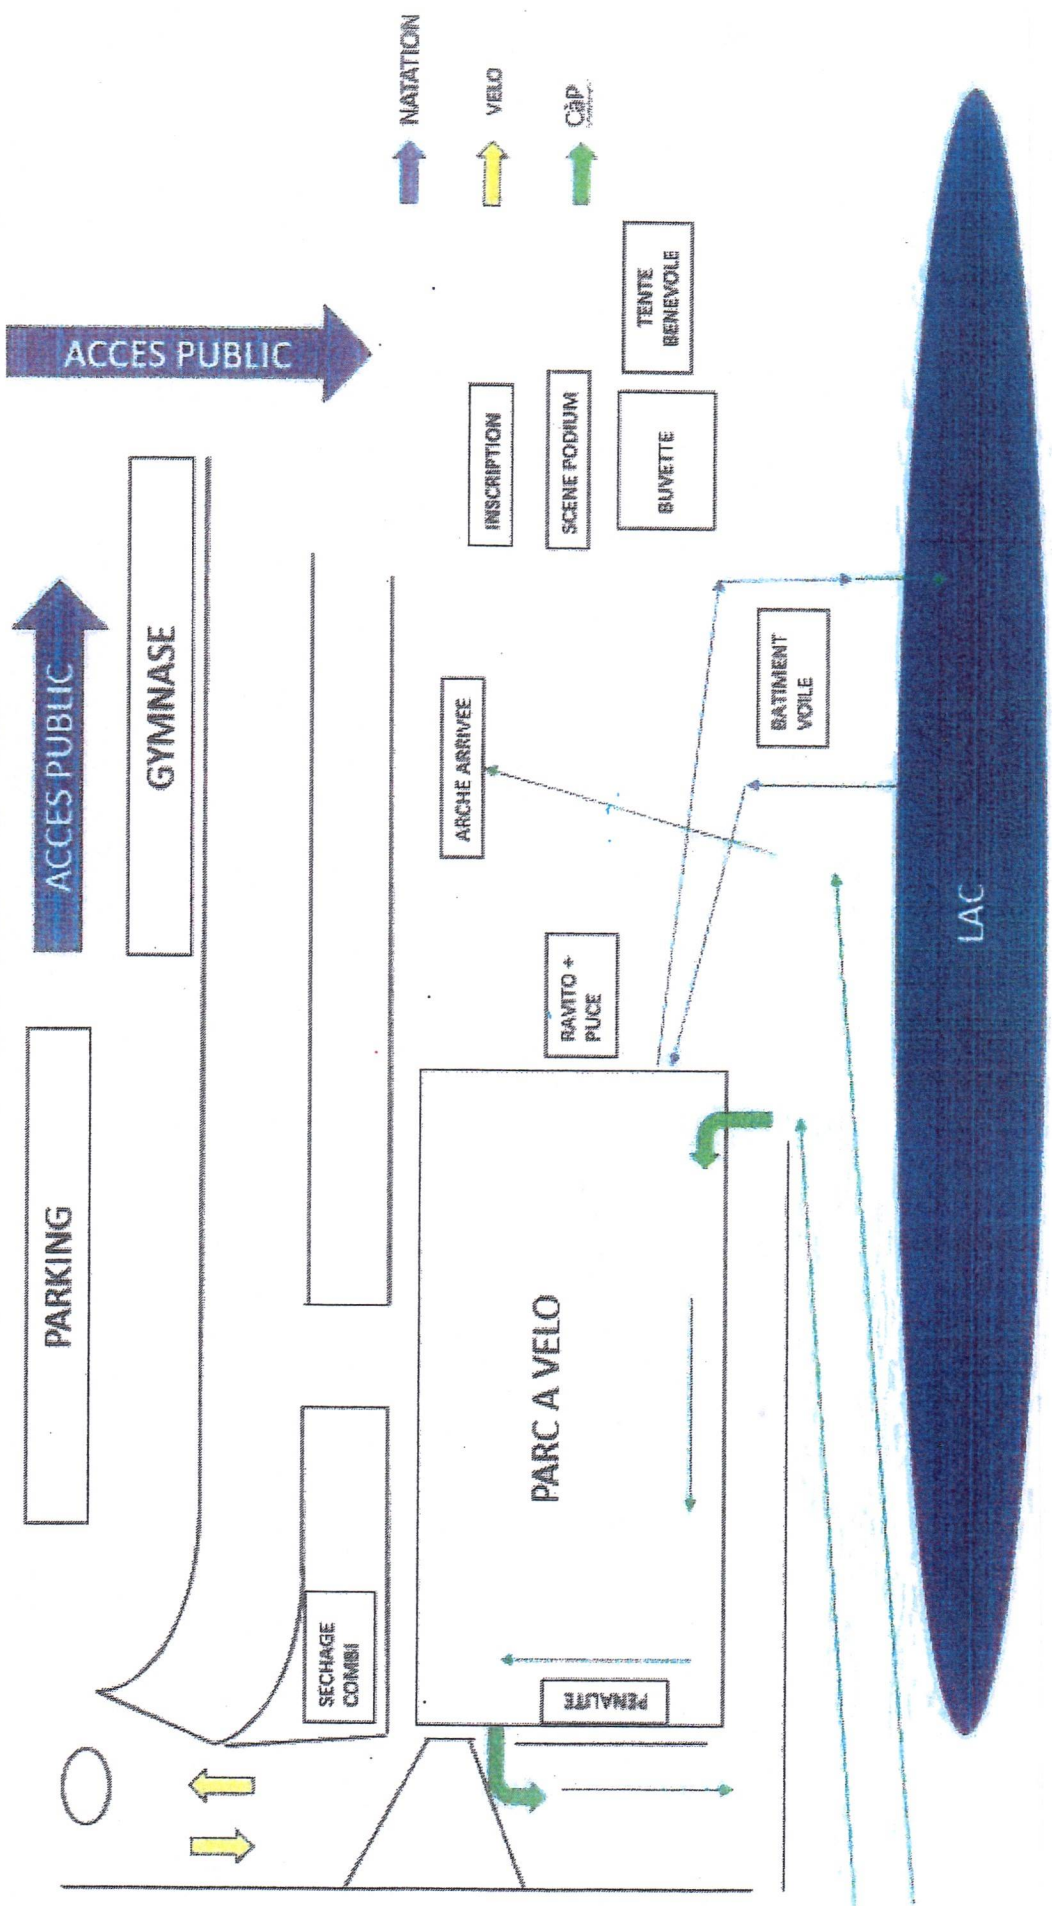 ACCES PUBLIC
ACCES PUBLIC
PARKING
GYMNASE
NATATION
VELO
CàP
SECHAGE
COMBI
ARCHE ARRIVEE
INSCRIPTION
SCENE PODIUM
TENTE
BENEVOLE
BUVETTE
RAVITO +
PUCE
PARC A VELO
PENALITE
BATIMENT
VOILE
LAC